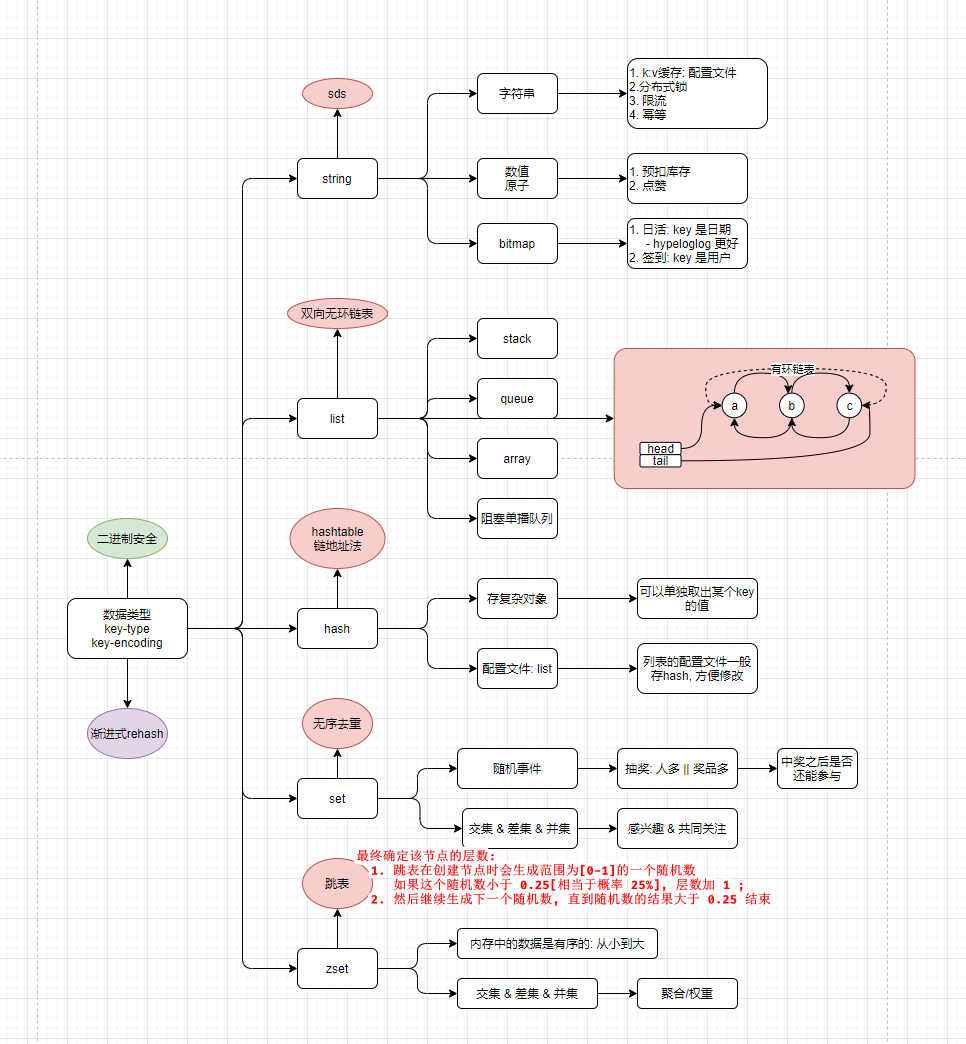 sds
string
字符串
1. k:v缓存: 配置文件
2.分布式锁
3. 限流
4. 幂等
数值
原子
1. 预扣库存
2. 点赞
bitmap
1. 日活: key 是日期
- hypeloglog 更好
2. 签到: key 是用户
双向无环链表
list
stack
queue
array
阻塞单播队列
有环链表
a
b
c
head
tail
二进制安全
数据类型
key-type
key-encoding
渐进式rehash
hashtable
链地址法
hash
存复杂对象
可以单独取出某个key
的值
配置文件: list
列表的配置文件一般
存hash, 方便修改
无序去重
set
随机事件
抽奖: 人多 || 奖品多
中奖之后是否
还能参与
交集 & 差集 & 并集
感兴趣 & 共同关注
最终确定该节点的层数:
1. 跳表在创建节点时会生成范围为[0-1]的一个随机数
如果这个随机数小于 0.25[相当于概率 25%], 层数加 1 ;
2. 然后继续生成下一个随机数, 直到随机数的结果大于 0.25 结束
跳表
zset
内存中的数据是有序的: 从小到大
交集 & 差集 & 并集
聚合/权重